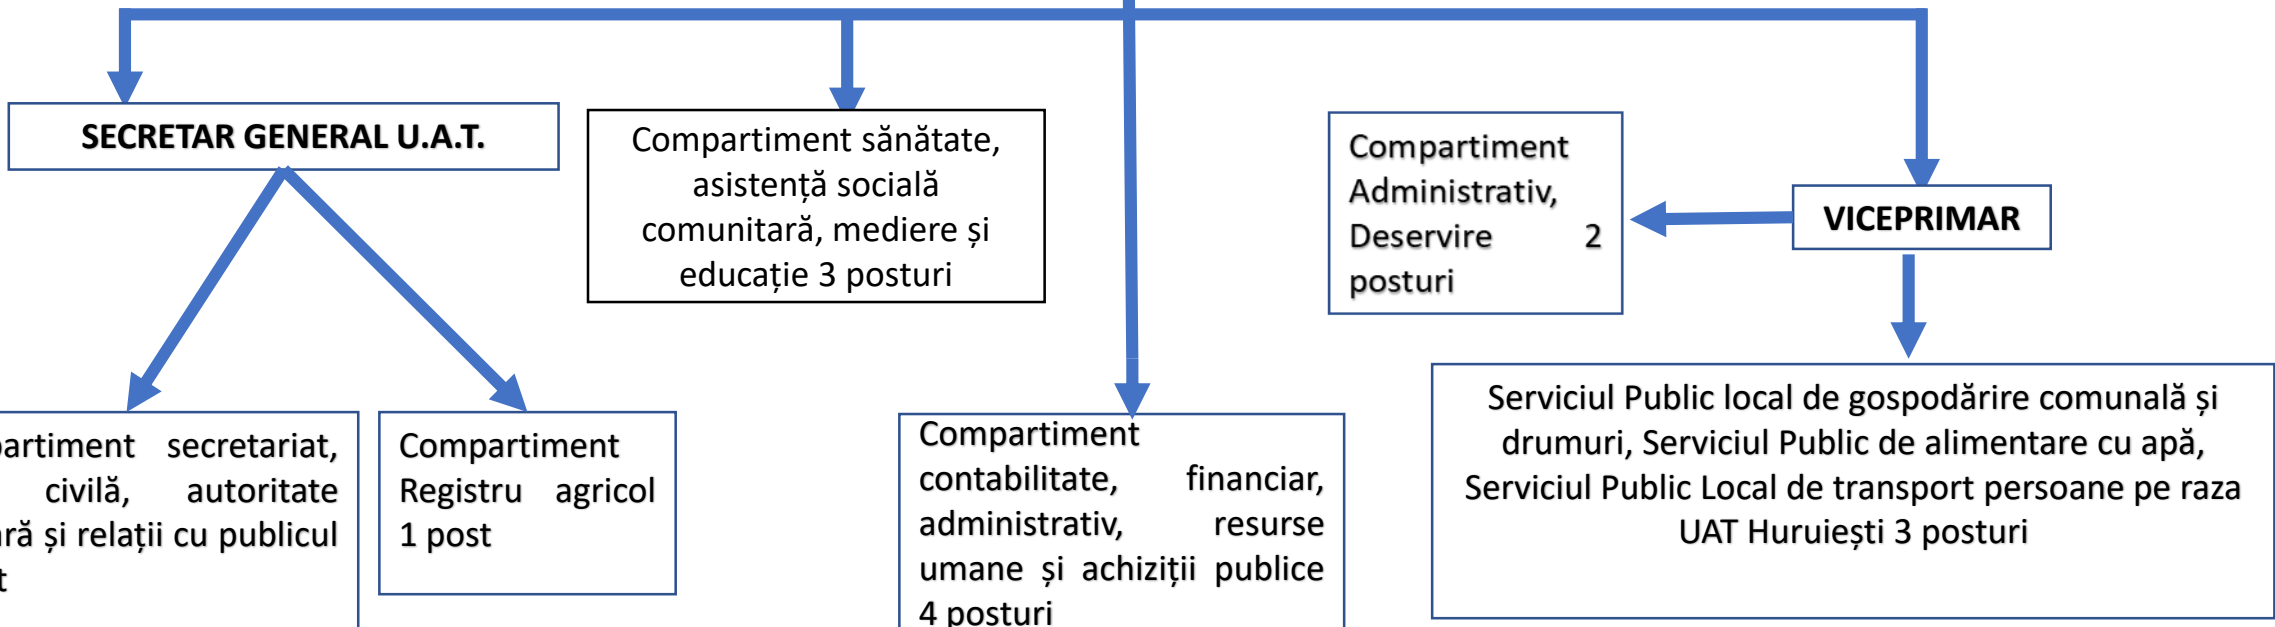 SECRETAR GENERAL U.A.T.
Compartiment sănătate,
asistență socială
comunitară, mediere și
educație 3 posturi
Compartiment
Administrativ,
Deservire 2
posturi
VICEPRIMAR
secretariat,
civilă, autoritate
și relații cu publicul
Compartiment
Registru agricol
1 post
Compartiment
contabilitate, financiar,
administrativ, resurse
umane și achiziții publice
4 posturi
Serviciul Public local de gospodărire comunală și
drumuri, Serviciul Public de alimentare cu apă,
Serviciul Public Local de transport persoane pe raza
UAT Huruiești 3 posturi